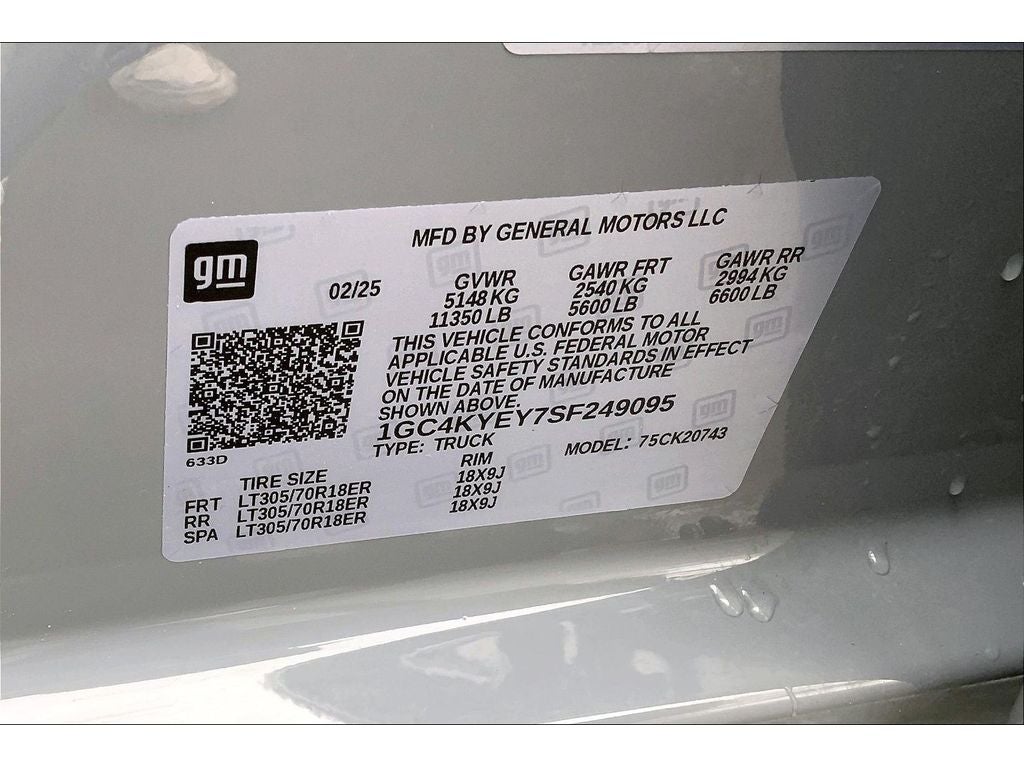 MFD BY GENERAL MOTORS LLC
gm
02/25
GVWR GAWR FRT GAWR RR
5148 KG 2540 KG 2994 KG
11350 LB 5600 LB 6600 LB
THIS VEHICLE CONFORMS TO ALL
APPLICABLE U.S. FEDERAL MOTOR
VEHICLE SAFETY STANDARDS IN EFFECT
ON THE DATE OF MANUFACTURE
SHOWN ABOVE.
1GC4KYEY7SF249095
TYPE: TRUCK MODEL: 75CK20743
633D
TIRE SIZE RIM
FRT LT305/70R18ER 18X9J
RR LT305/70R18ER 18X9J
SPA LT305/70R18ER 18X9J